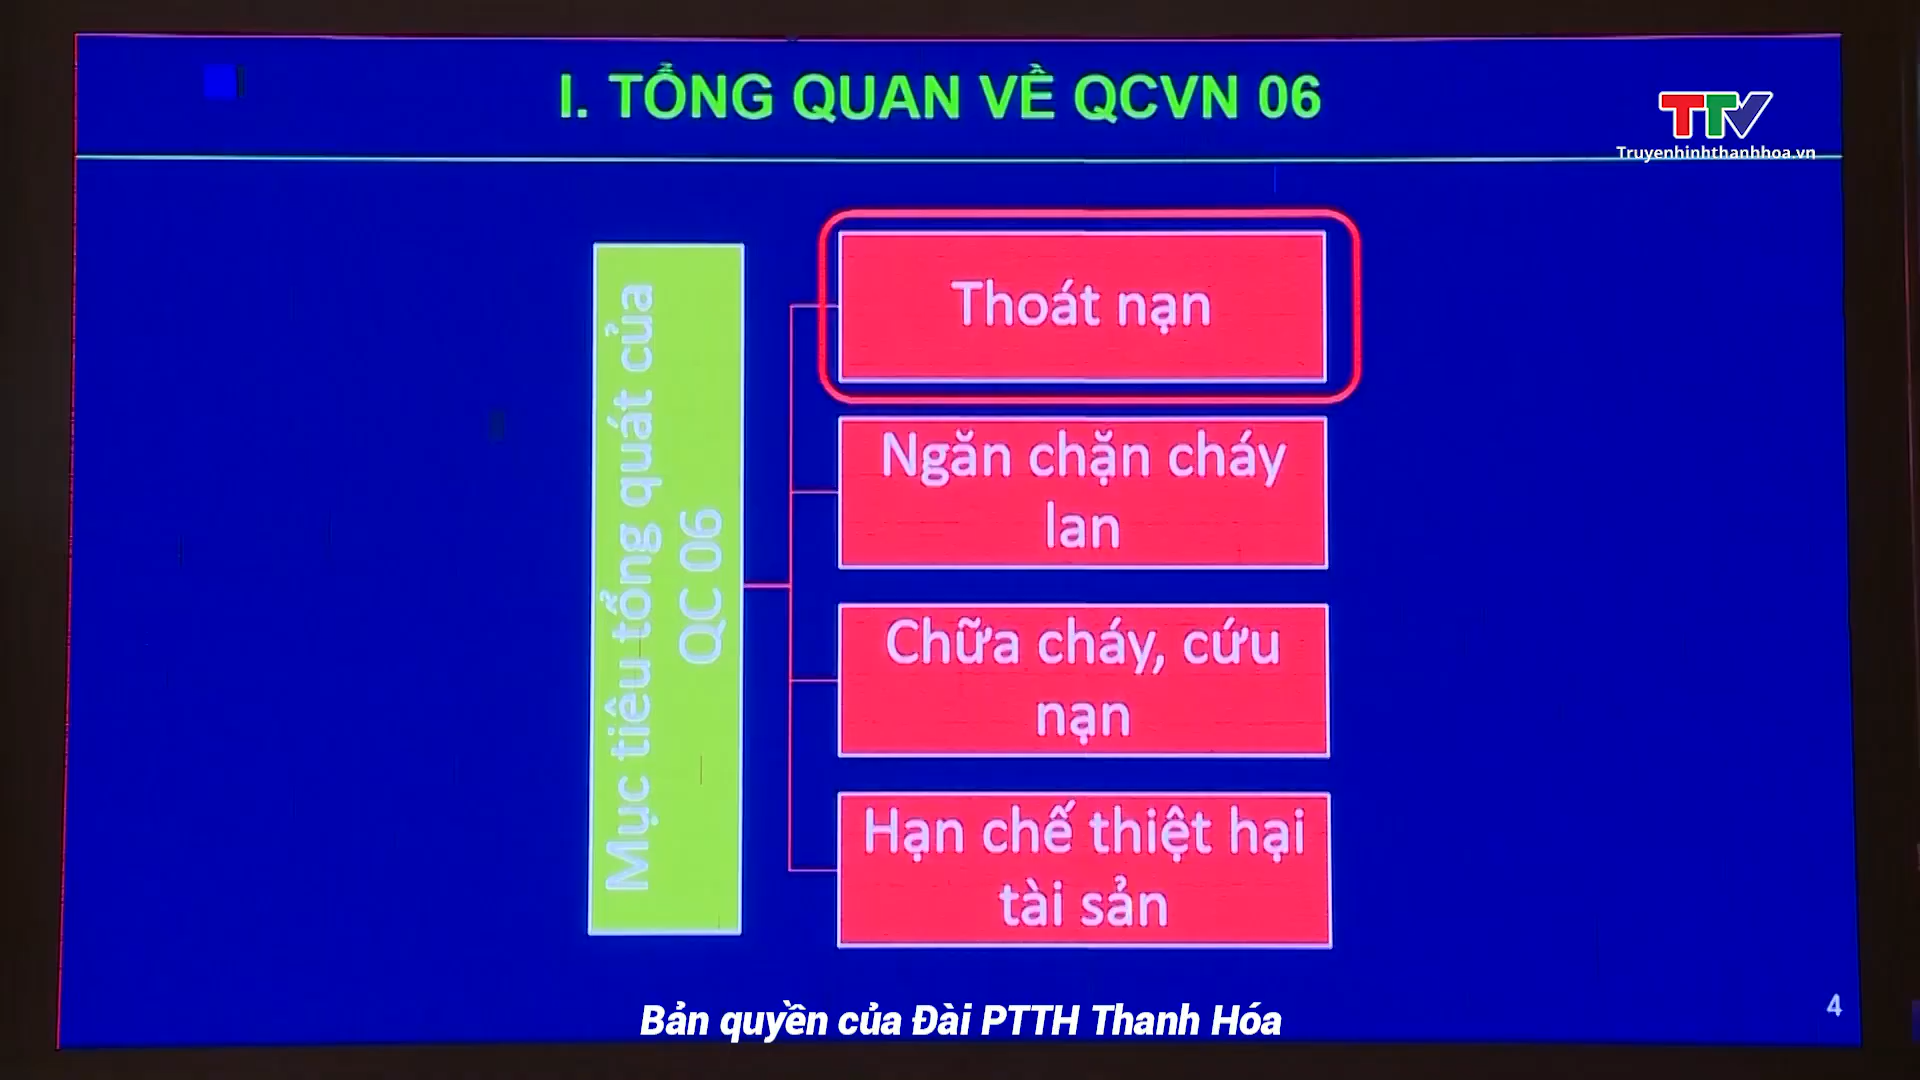 I. TỔNG QUAN VỀ QCVN 06
TTV
Truyenhinhthanhhoa.vn
Mục tiêu tổng quát của
QC 06
Thoát nạn
Ngăn chặn cháy
lan
Chữa cháy, cứu
nạn
Hạn chế thiệt hại
tài sản
Bản quyền của Đài PTTH Thanh Hóa
4